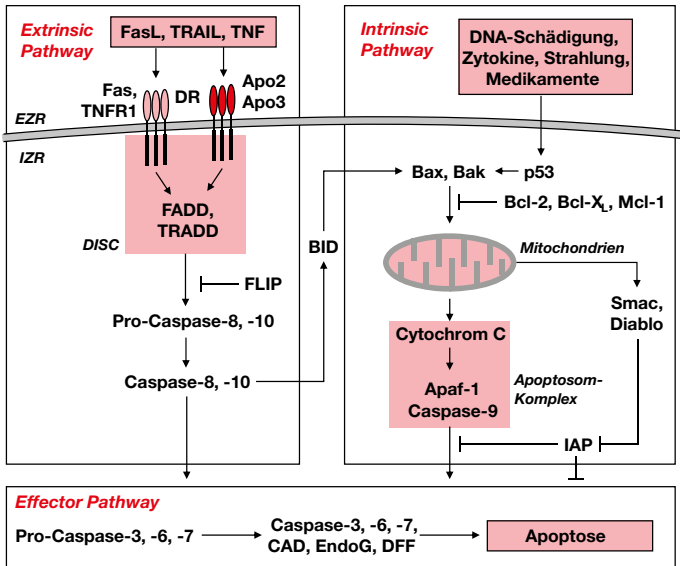 Extrinsic
Pathway
FasL, TRAIL, TNF
Fas,
TNFR1
DR
Apo2
Apo3
EZR
IZR
FADD,
TRADD
DISC
FLIP
Pro-Caspase-8, -10
Caspase-8, -10
BID
Intrinsic
Pathway
DNA-Schädigung,
Zytokine, Strahlung,
Medikamente
Bax, Bak
p53
Bcl-2, Bcl-XL, Mcl-1
Mitochondrien
Smac,
Diablo
Cytochrom C
Apaf-1
Caspase-9
Apoptosom-
Komplex
IAP
Effector Pathway
Pro-Caspase-3, -6, -7
Caspase-3, -6, -7,
CAD, EndoG, DFF
Apoptose